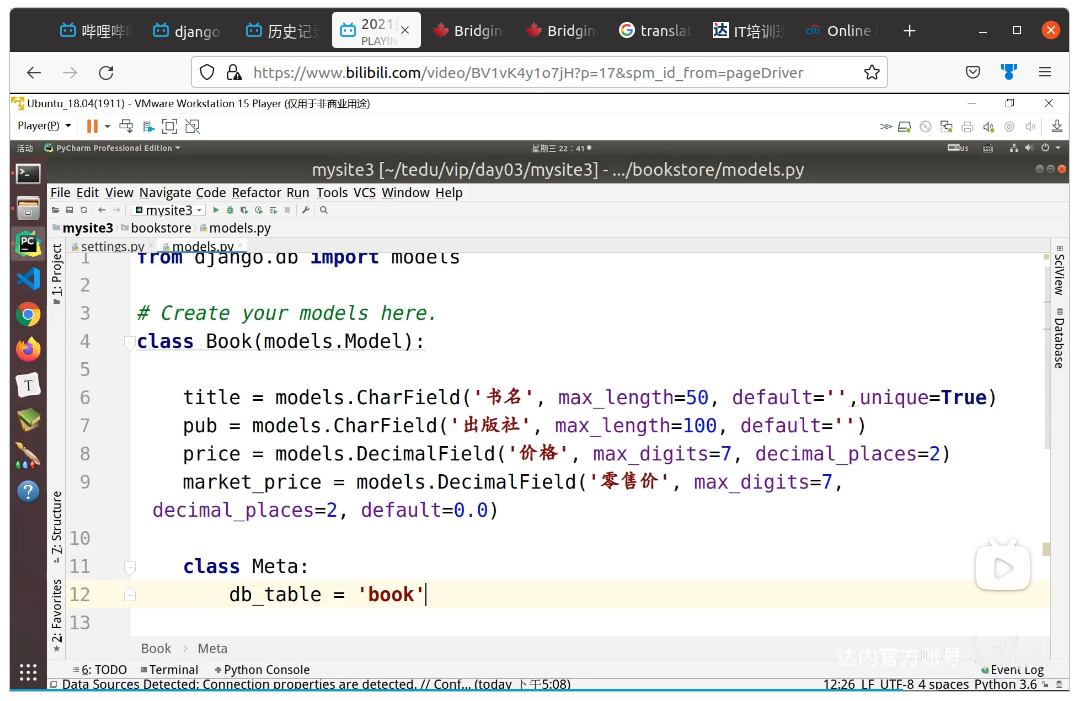 哔哩哔哩
django
历史记录
2021
PLAYIN
Bridgin
Bridgin
translat
达 IT培训班
citi Online
https://www.bilibili.com/video/BV1vK4y1o7jH?p=17&spm_id_from=pageDriver
Ubuntu_18.04(1911) - VMware Workstation 15 Player (仅用于非商业用途)
Player(P)
活动 PyCharm Professional Edition
星期三 22：41
us
mysite3 [~/tedu/vip/day03/mysite3] - .../bookstore/models.py
File Edit View Navigate Code Refactor Run Tools VCS Window Help
mysite3
mysite3 bookstore models.py
settings.py models.py
1 from django.db import models
2
3 # Create your models here.
4 class Book(models.Model):
5
6 title = models.CharField('书名', max_length=50, default='',unique=True)
7 pub = models.CharField('出版社', max_length=100, default='')
8 price = models.DecimalField('价格', max_digits=7, decimal_places=2)
9 market_price = models.DecimalField('零售价', max_digits=7,
decimal_places=2, default=0.0)
10
11 class Meta:
12 db_table = 'book'
13
1: Project
7: Structure
2: Favorites
SciView
Database
Book > Meta
达内官方账号
6: TODO Terminal Python Console
Event Log
Data Sources Detected: Connection properties are detected. // Conf... (today 下午5:08)
12:26 LF UTF-8 4 spaces Python 3.6